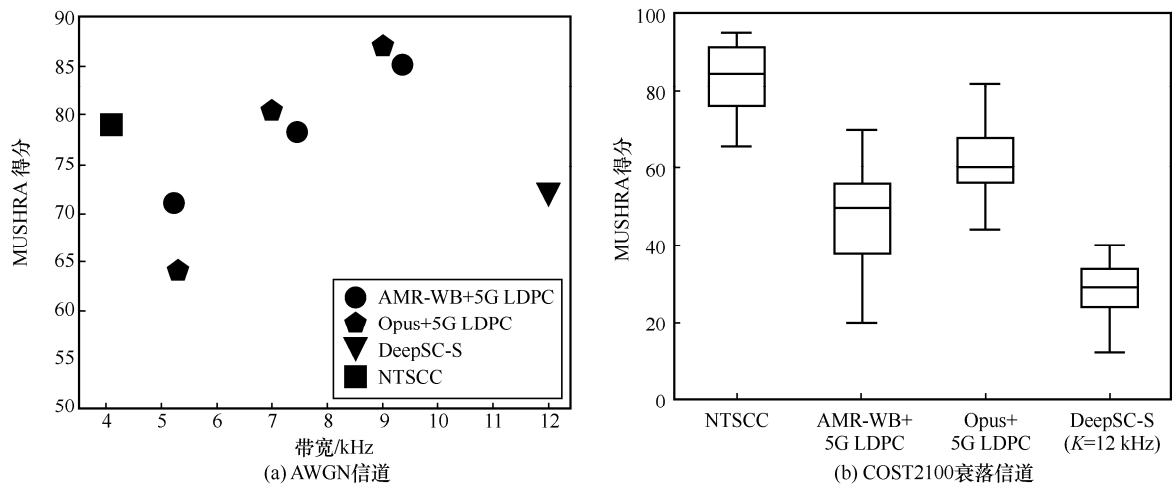 90
85
80
75
70
65
60
55
50
MUSHRA 得分
AMR-WB+5G LDPC
Opus+5G LDPC
DeepSC-S
NTSCC
4 5 6 7 8 9 10 11 12
带宽/kHz
(a) AWGN信道
100
80
60
40
20
0
MUSHRA得分
NTSCC
AMR-WB+
5G LDPC
Opus+
5G LDPC
DeepSC-S
(K=12 kHz)
(b) COST2100衰落信道